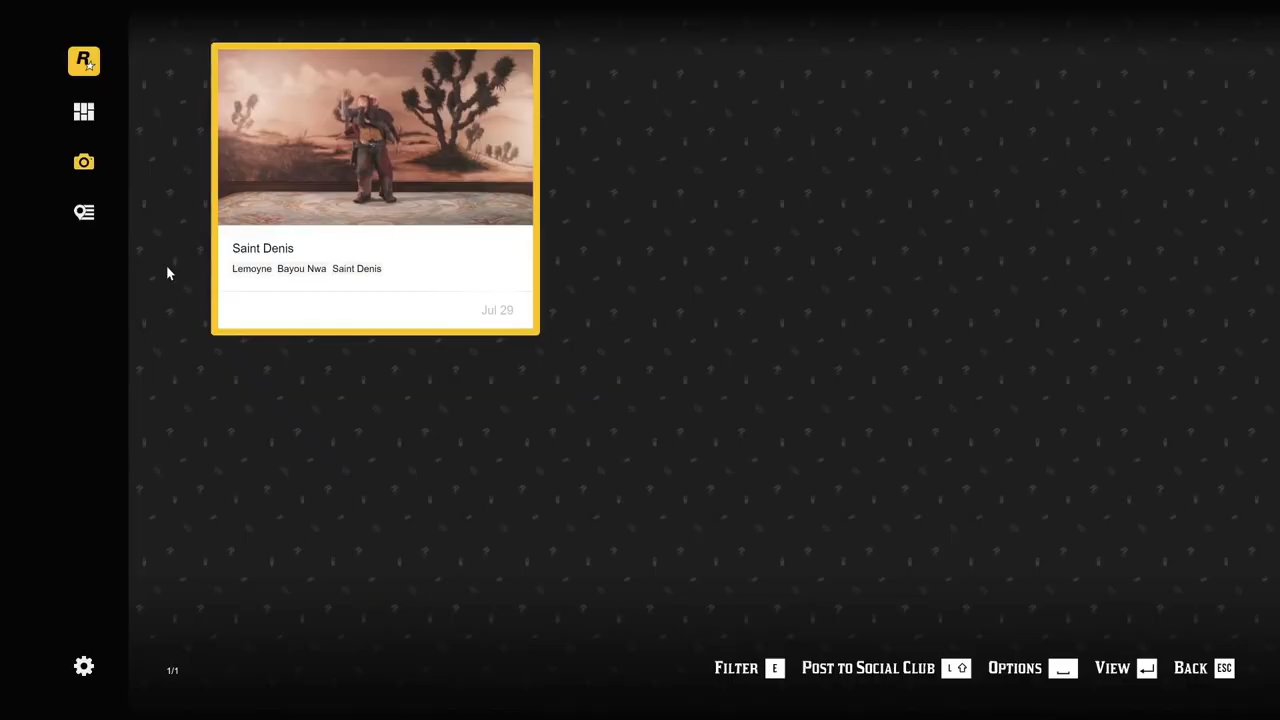 R
Saint Denis
Lemoyne Bayou Nwa Saint Denis
Jul 29
1/1
FILTER E POST TO SOCIAL CLUB L OPTIONS VIEW BACK ESC